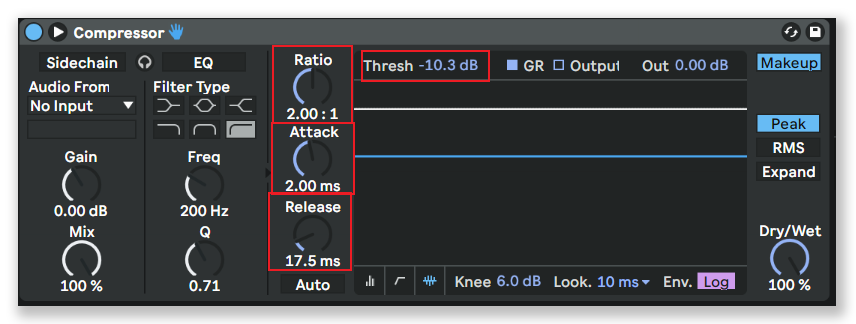 Compressor
Sidechain EQ
Audio From Filter Type
No Input
Gain Freq
0.00 dB 200 Hz
Mix Q
100 % 0.71
Ratio
2.00 : 1
Attack
2.00 ms
Release
17.5 ms
Auto
Thresh -10.3 dB GR Output Out 0.00 dB
Knee 6.0 dB Look. 10 ms Env. Log
Makeup
Peak
RMS
Expand
Dry/Wet
100 %